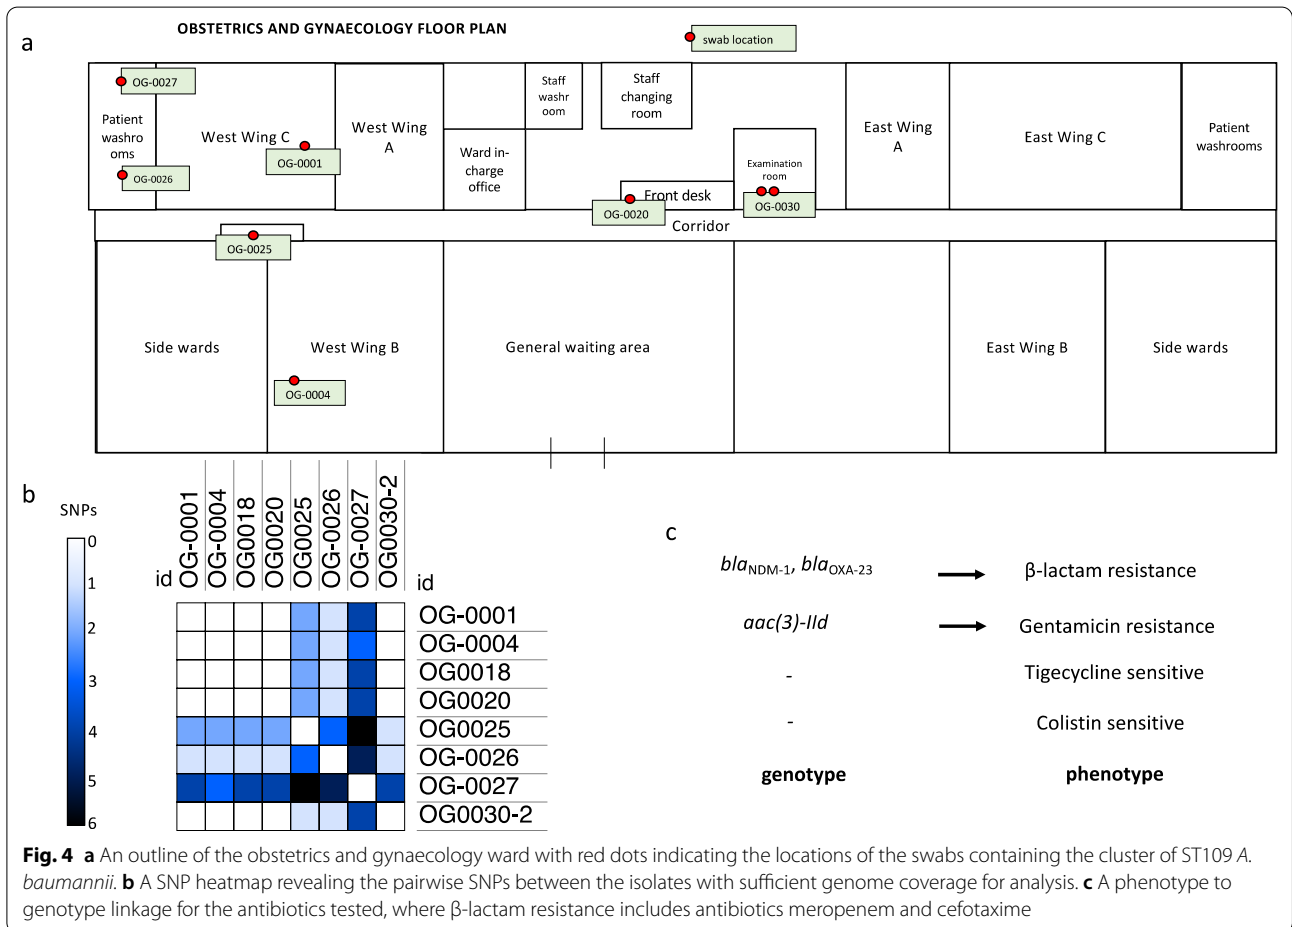 OBSTETRICS AND GYNAECOLOGY FLOOR PLAN
a
swab location
OG-0027
Patient
washro
oms
OG-0026
West Wing C
OG-0001
West Wing
A
Staff
washr
oom
Ward in-
charge
office
Staff
changing
room
Front desk
OG-0020
Examination
room
OG-0030
East Wing
A
East Wing C
Patient
washrooms
Corridor
OG-0025
Side wards
West Wing B
OG-0004
General waiting area
East Wing B
Side wards
b
SNPs
0
1
2
3
4
5
6
id
OG-0001
OG-0004
OG0018
OG0020
OG0025
OG-0026
OG-0027
OG0030-2
id
OG-0001
OG-0004
OG0018
OG0020
OG0025
OG-0026
OG-0027
OG0030-2
c
blaNDM-1, blaOXA-23 β-lactam resistance
aac(3)-IId Gentamicin resistance
- Tigecycline sensitive
- Colistin sensitive
genotype phenotype
Fig. 4 a An outline of the obstetrics and gynaecology ward with red dots indicating the locations of the swabs containing the cluster of ST109 A.
baumannii. b A SNP heatmap revealing the pairwise SNPs between the isolates with sufficient genome coverage for analysis. c A phenotype to
genotype linkage for the antibiotics tested, where β-lactam resistance includes antibiotics meropenem and cefotaxime